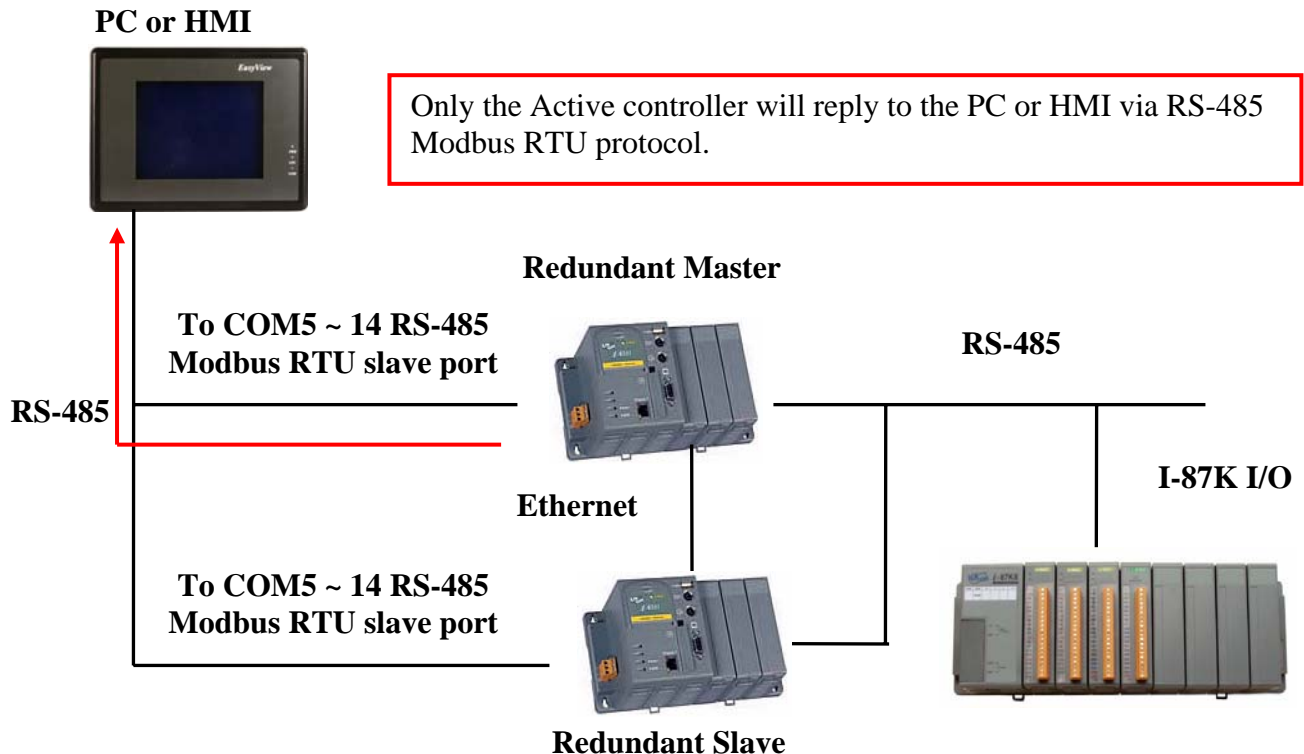 PC or HMI
EasyView
Only the Active controller will reply to the PC or HMI via RS-485
Modbus RTU protocol.
Redundant Master
To COM5 ~ 14 RS-485
Modbus RTU slave port
RS-485
RS-485
I-87K I/O
Ethernet
To COM5 ~ 14 RS-485
Modbus RTU slave port
Redundant Slave